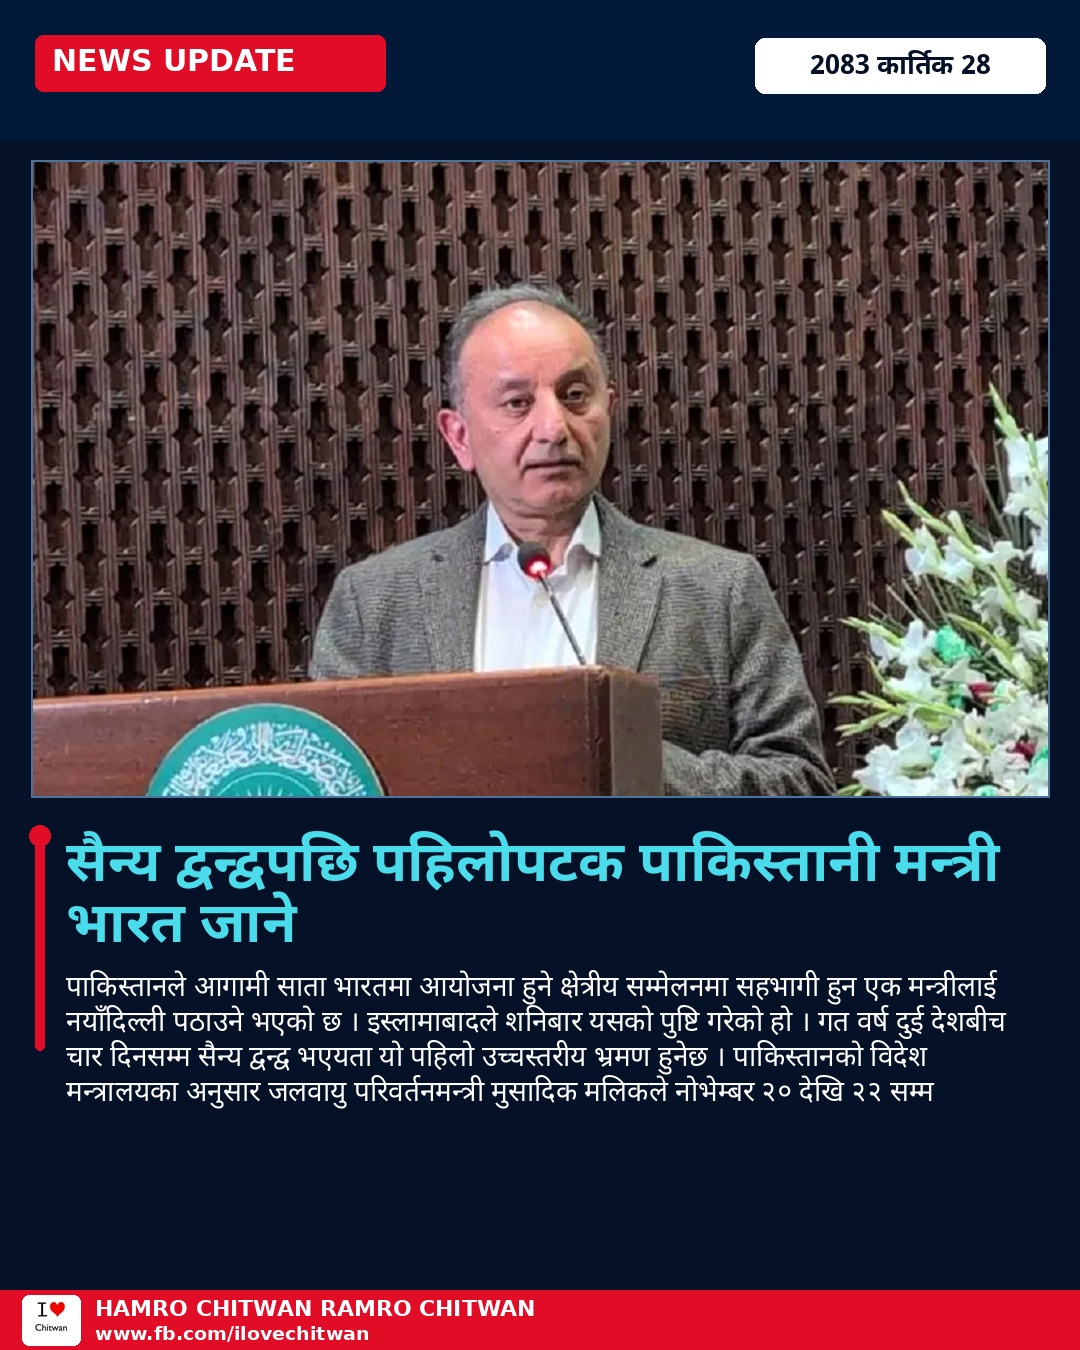 NEWS UPDATE
2083 कार्तिक 28
सैन्य द्वन्द्वपछि पहिलोपटक पाकिस्तानी मन्त्री
भारत जाने
पाकिस्तानले आगामी साता भारतमा आयोजना हुने क्षेत्रीय सम्मेलनमा सहभागी हुन एक मन्त्रीलाई
नयाँदिल्ली पठाउने भएको छ । इस्लामाबादले शनिबार यसको पुष्टि गरेको हो । गत वर्ष दुई देशबीच
चार दिनसम्म सैन्य द्वन्द्व भएयता यो पहिलो उच्चस्तरीय भ्रमण हुनेछ । पाकिस्तानको विदेश
मन्त्रालयका अनुसार जलवायु परिवर्तनमन्त्री मुसादिक मलिकले नोभेम्बर २० देखि २२ सम्म
I❤
Chitwan
HAMRO CHITWAN RAMRO CHITWAN
www.fb.com/ilovechitwan